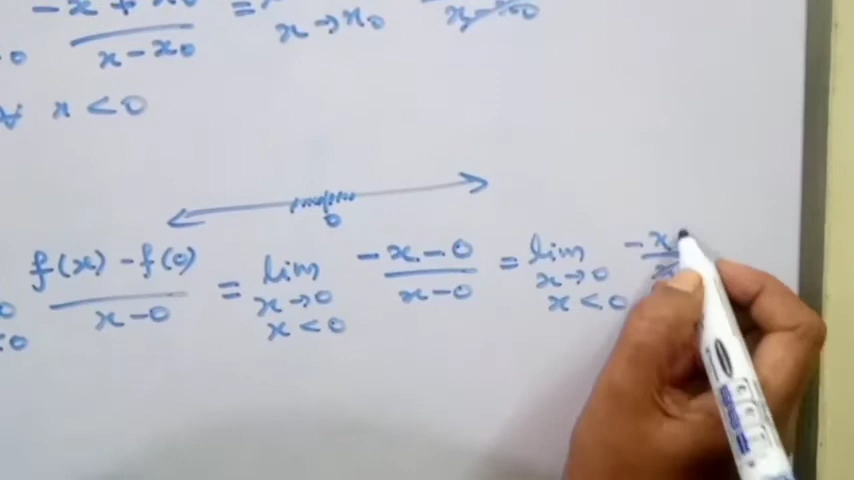 -x + x0 / x - x0 = x → x0 x - x0
∀ x < 0
0
f(x) - f(0) / x - 0 = lim x → 0 x < 0 -x - 0 / x - 0 = lim x → 0 x < 0 -x / x